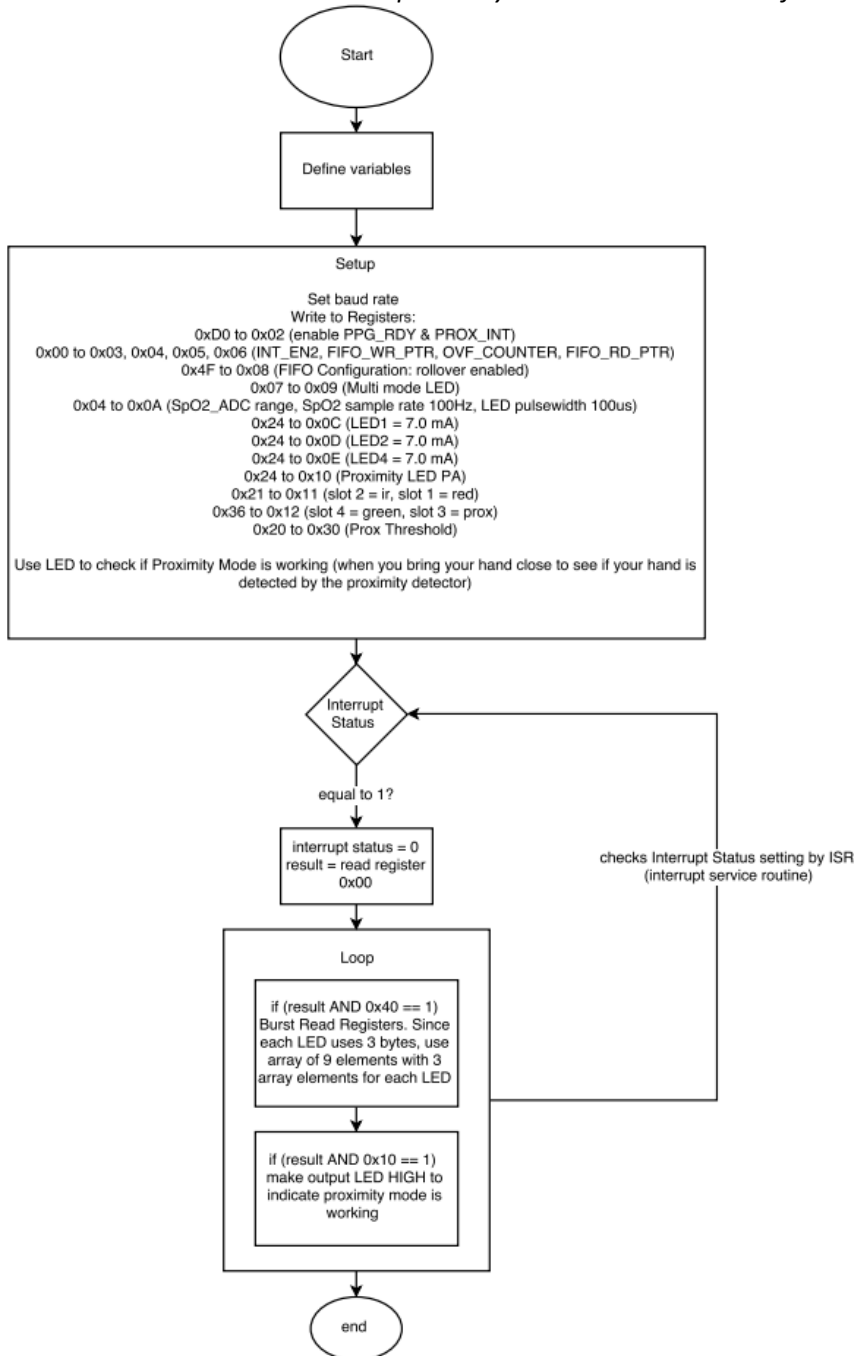 Start
Define variables
Setup
Set baud rate
Write to Registers:
0xD0 to 0x02 (enable PPG_RDY & PROX_INT)
0x00 to 0x03, 0x04, 0x05, 0x06 (INT_EN2, FIFO_WR_PTR, OVF_COUNTER, FIFO_RD_PTR)
0x4F to 0x08 (FIFO Configuration: rollover enabled)
0x07 to 0x09 (Multi mode LED)
0x04 to 0x0A (SpO2_ADC range, SpO2 sample rate 100Hz, LED pulsewidth 100us)
0x24 to 0x0C (LED1 = 7.0 mA)
0x24 to 0x0D (LED2 = 7.0 mA)
0x24 to 0x0E (LED4 = 7.0 mA)
0x24 to 0x10 (Proximity LED PA)
0x21 to 0x11 (slot 2 = ir, slot 1 = red)
0x36 to 0x12 (slot 4 = green, slot 3 = prox)
0x20 to 0x30 (Prox Threshold)
Use LED to check if Proximity Mode is working (when you bring your hand close to see if your hand is
detected by the proximity detector)
Interrupt
Status
equal to 1?
interrupt status = 0
result = read register
0x00
checks Interrupt Status setting by ISR
(interrupt service routine)
Loop
if (result AND 0x40 == 1)
Burst Read Registers. Since
each LED uses 3 bytes, use
array of 9 elements with 3
array elements for each LED
if (result AND 0x10 == 1)
make output LED HIGH to
indicate proximity mode is
working
end